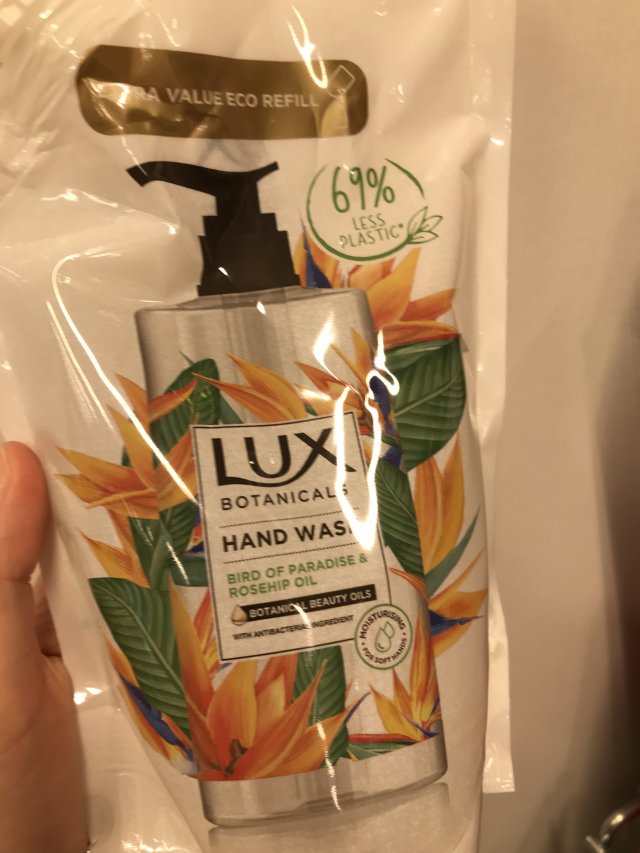 VALUE ECO REFILL
69%
LESS
PLASTIC*
LUX
BOTANICALS
HAND WASH
BIRD OF PARADISE &
ROSEHIP OIL
BOTANICAL BEAUTY OILS
WITH ANTIBACTERIAL INGREDIENT
MOISTURISING
FOR SOFT HANDS